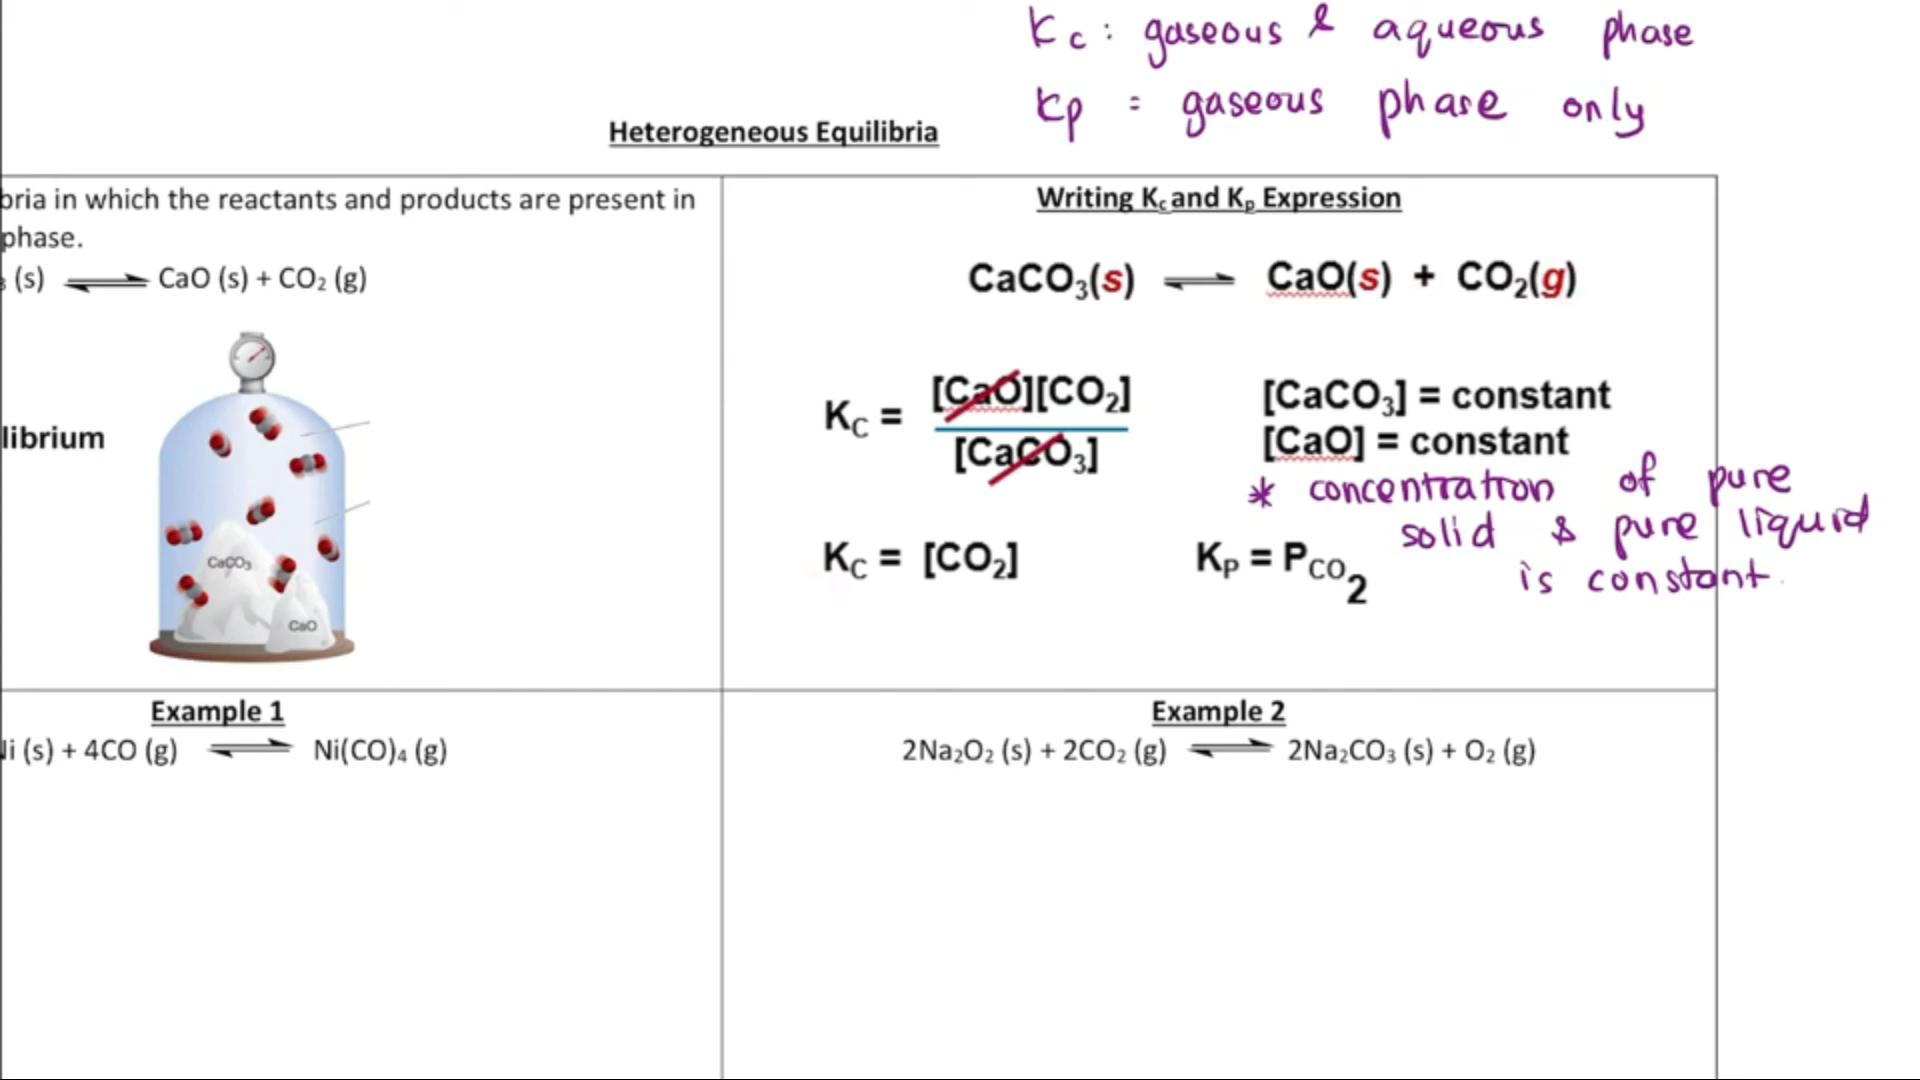 Kc: gaseous & aqueous phase
Kp = gaseous phase only
Heterogeneous Equilibria
bria in which the reactants and products are present in
phase.
₃ (s) ⇌ CaO (s) + CO₂ (g)
librium
CaCO₃
CaO
Writing Kc and Kp Expression
CaCO₃(s) ⇌ CaO(s) + CO₂(g)
Kc = [CaO][CO₂]
[CaCO₃]
[CaCO₃] = constant
[CaO] = constant
* concentration of pure
solid & pure liquid
is constant.
Kc = [CO₂]
KP = PCO₂
Example 1
Ni (s) + 4CO (g) ⇌ Ni(CO)₄ (g)
Example 2
2Na₂O₂ (s) + 2CO₂ (g) ⇌ 2Na₂CO₃ (s) + O₂ (g)